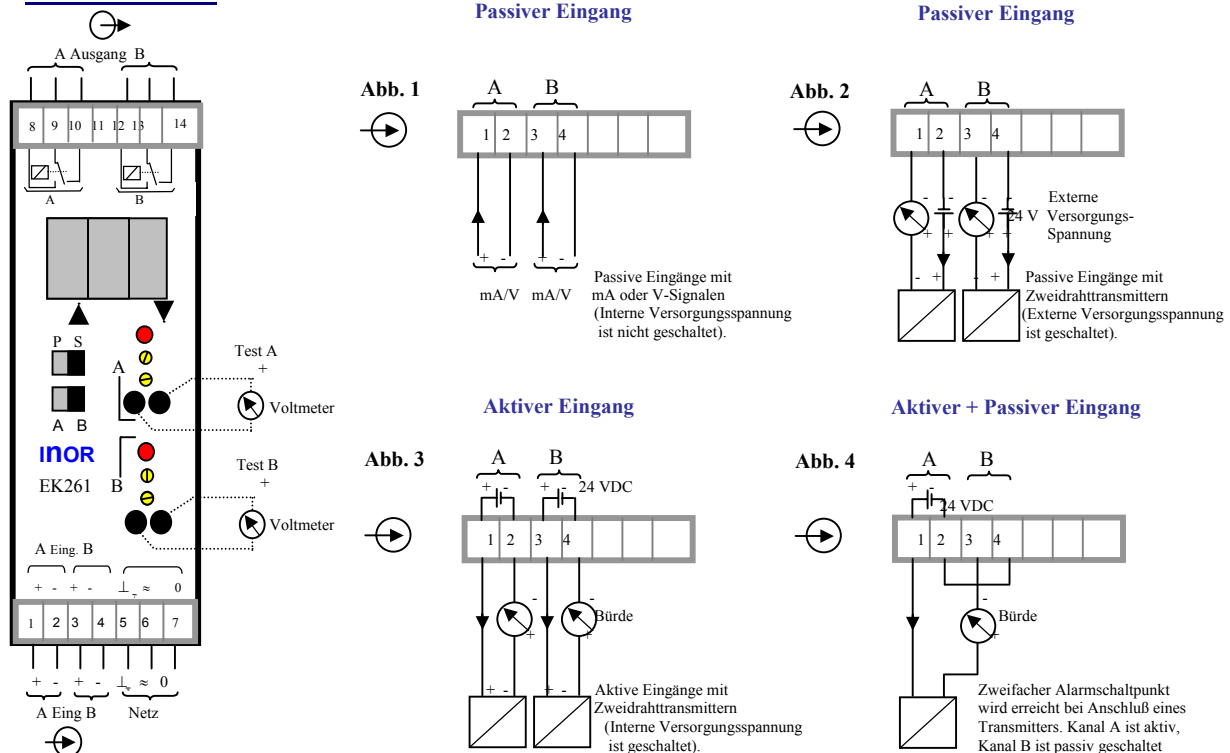 A Ausgang B
8 9 10 11 12 13 14
A B
P S
A
A B
INOR
EK261
B
Test A
+
Voltmeter
Test B
+
Voltmeter
A Eing. B
+ - + - ⊥ ≈ 0
1 2 3 4 5 6 7
+ - + - ⊥ ≈ 0
A Eing B Netz
Passiver Eingang
Abb. 1
A B
1 2 3 4
+ - + -
mA/V mA/V
Passive Eingänge mit
mA oder V-Signalen
(Interne Versorgungsspannung
ist nicht geschaltet).
Passiver Eingang
Abb. 2
A B
1 2 3 4
- - - -
+ + + +
Externe
24 V Versorgungs-
Spannung
- + - +
Passive Eingänge mit
Zweidrahttransmittern
(Externe Versorgungsspannung
ist geschaltet).
Aktiver Eingang
Abb. 3
A B
+ - + - 24 VDC
1 2 3 4
- -
Bürde
+ +
+ - + -
Aktive Eingänge mit
Zweidrahttransmittern
(Interne Versorgungsspannung
ist geschaltet).
Aktiver + Passiver Eingang
Abb. 4
A B
+ -
24 VDC
1 2 3 4
-
Bürde
+
Zweifacher Alarmschaltpunkt
wird erreicht bei Anschluß eines
Transmitters. Kanal A ist aktiv,
Kanal B ist passiv geschaltet